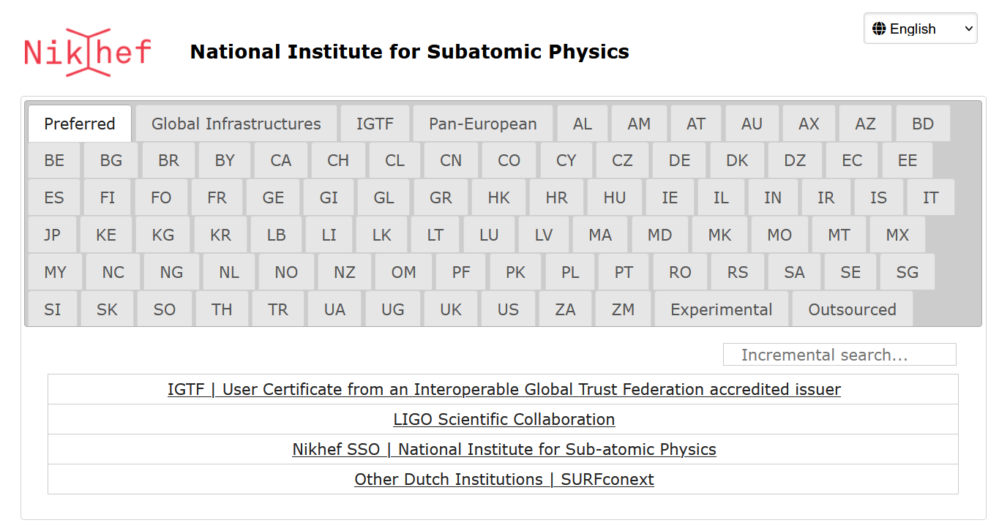 English
Nikhef
National Institute for Subatomic Physics
Preferred Global Infrastructures IGTF Pan-European AL AM AT AU AX AZ BD
BE BG BR BY CA CH CL CN CO CY CZ DE DK DZ EC EE
ES FI FO FR GE GI GL GR HK HR HU IE IL IN IR IS IT
JP KE KG KR LB LI LK LT LU LV MA MD MK MO MT MX
MY NC NG NL NO NZ OM PF PK PL PT RO RS SA SE SG
SI SK SO TH TR UA UG UK US ZA ZM Experimental Outsourced
Incremental search...
IGTF | User Certificate from an Interoperable Global Trust Federation accredited issuer
LIGO Scientific Collaboration
Nikhef SSO | National Institute for Sub-atomic Physics
Other Dutch Institutions | SURFconext